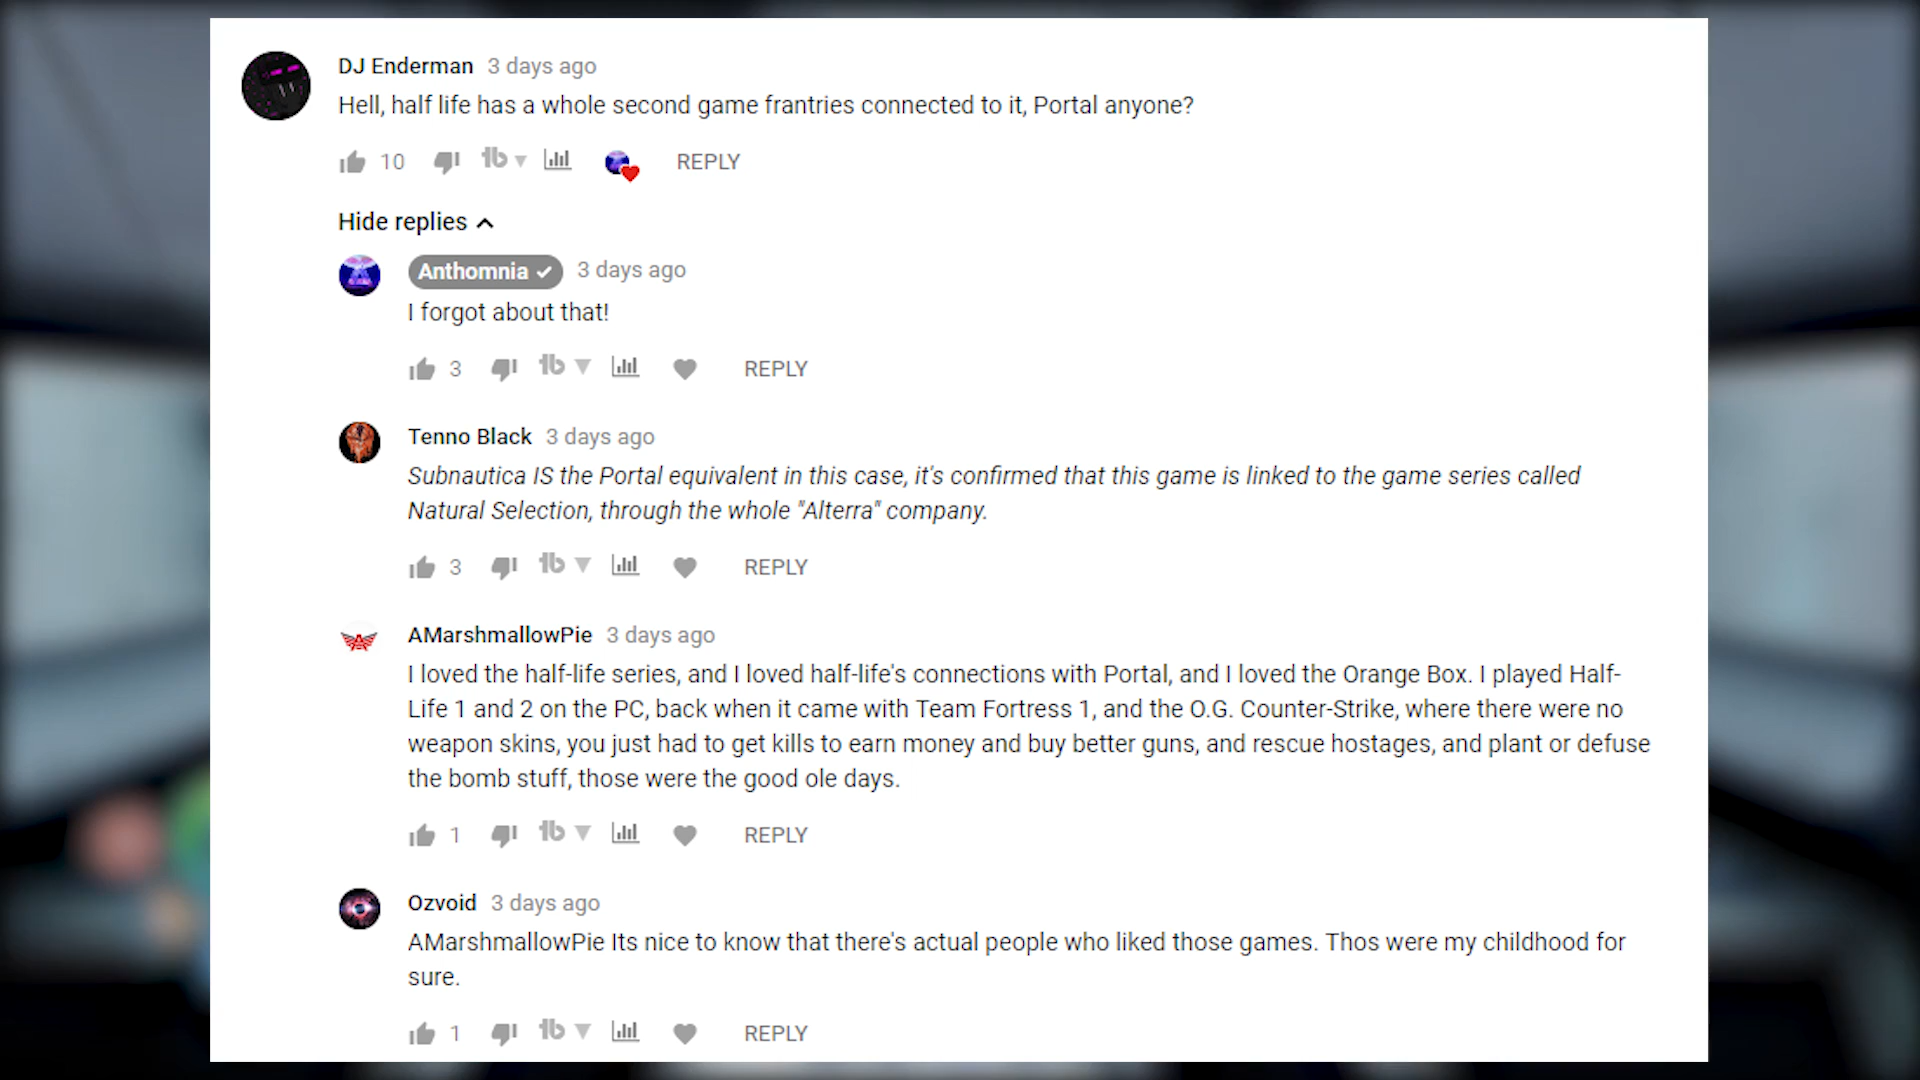 DJ Enderman 3 days ago
Hell, half life has a whole second game frantries connected to it, Portal anyone?
10 REPLY
Hide replies
Anthomnia 3 days ago
I forgot about that!
3 REPLY
Tenno Black 3 days ago
Subnautica IS the Portal equivalent in this case, it's confirmed that this game is linked to the game series called
Natural Selection, through the whole "Alterra" company.
3 REPLY
AMarshmallowPie 3 days ago
I loved the half-life series, and I loved half-life's connections with Portal, and I loved the Orange Box. I played Half-
Life 1 and 2 on the PC, back when it came with Team Fortress 1, and the O.G. Counter-Strike, where there were no
weapon skins, you just had to get kills to earn money and buy better guns, and rescue hostages, and plant or defuse
the bomb stuff, those were the good ole days.
1 REPLY
Ozvoid 3 days ago
AMarshmallowPie Its nice to know that there's actual people who liked those games. Thos were my childhood for
sure.
1 REPLY